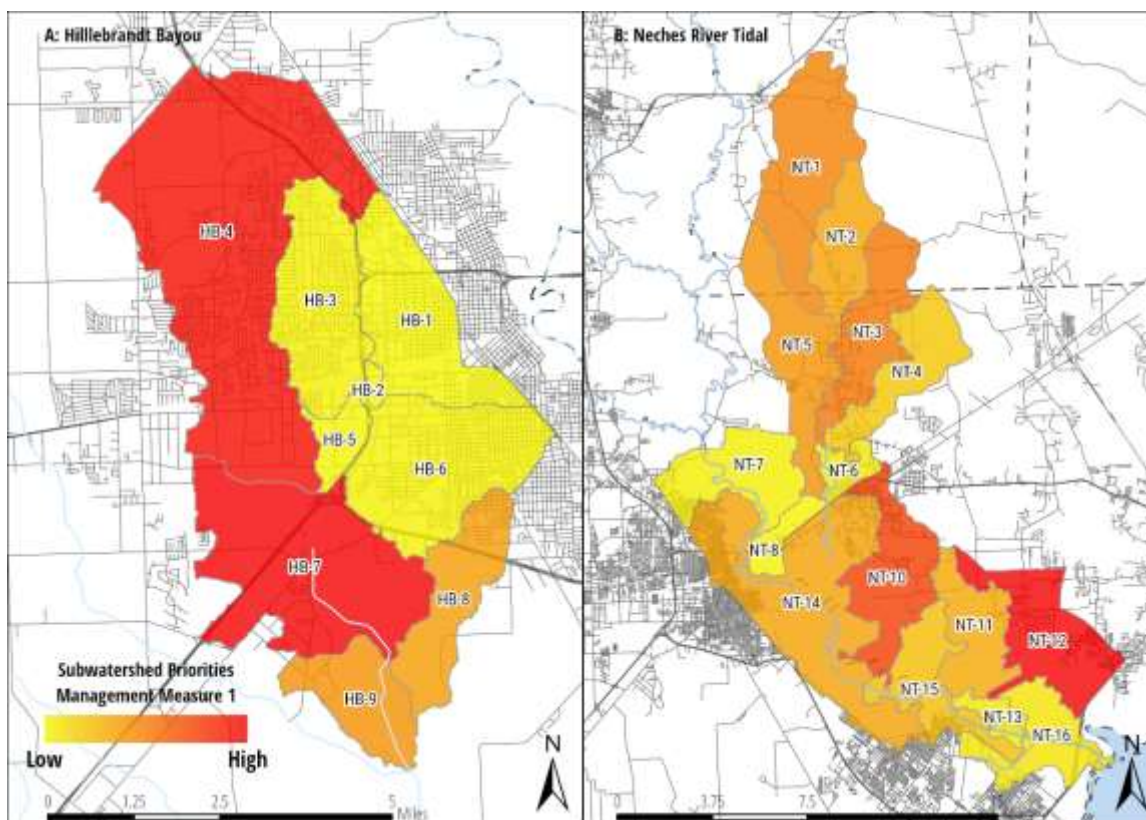 A: Hilllebrandt Bayou
HB-4
HB-3
HB-1
HB-2
HB-5
HB-6
HB-7
HB-8
HB-9
Subwatershed Priorities
Management Measure 1
Low
High
N
0
1.25
2.5
5
Miles
B: Neches River Tidal
NT-1
NT-2
NT-3
NT-5
NT-4
NT-7
NT-6
NT-8
NT-10
NT-14
NT-11
NT-12
NT-15
NT-13
NT-16
N
0
3.75
7.5